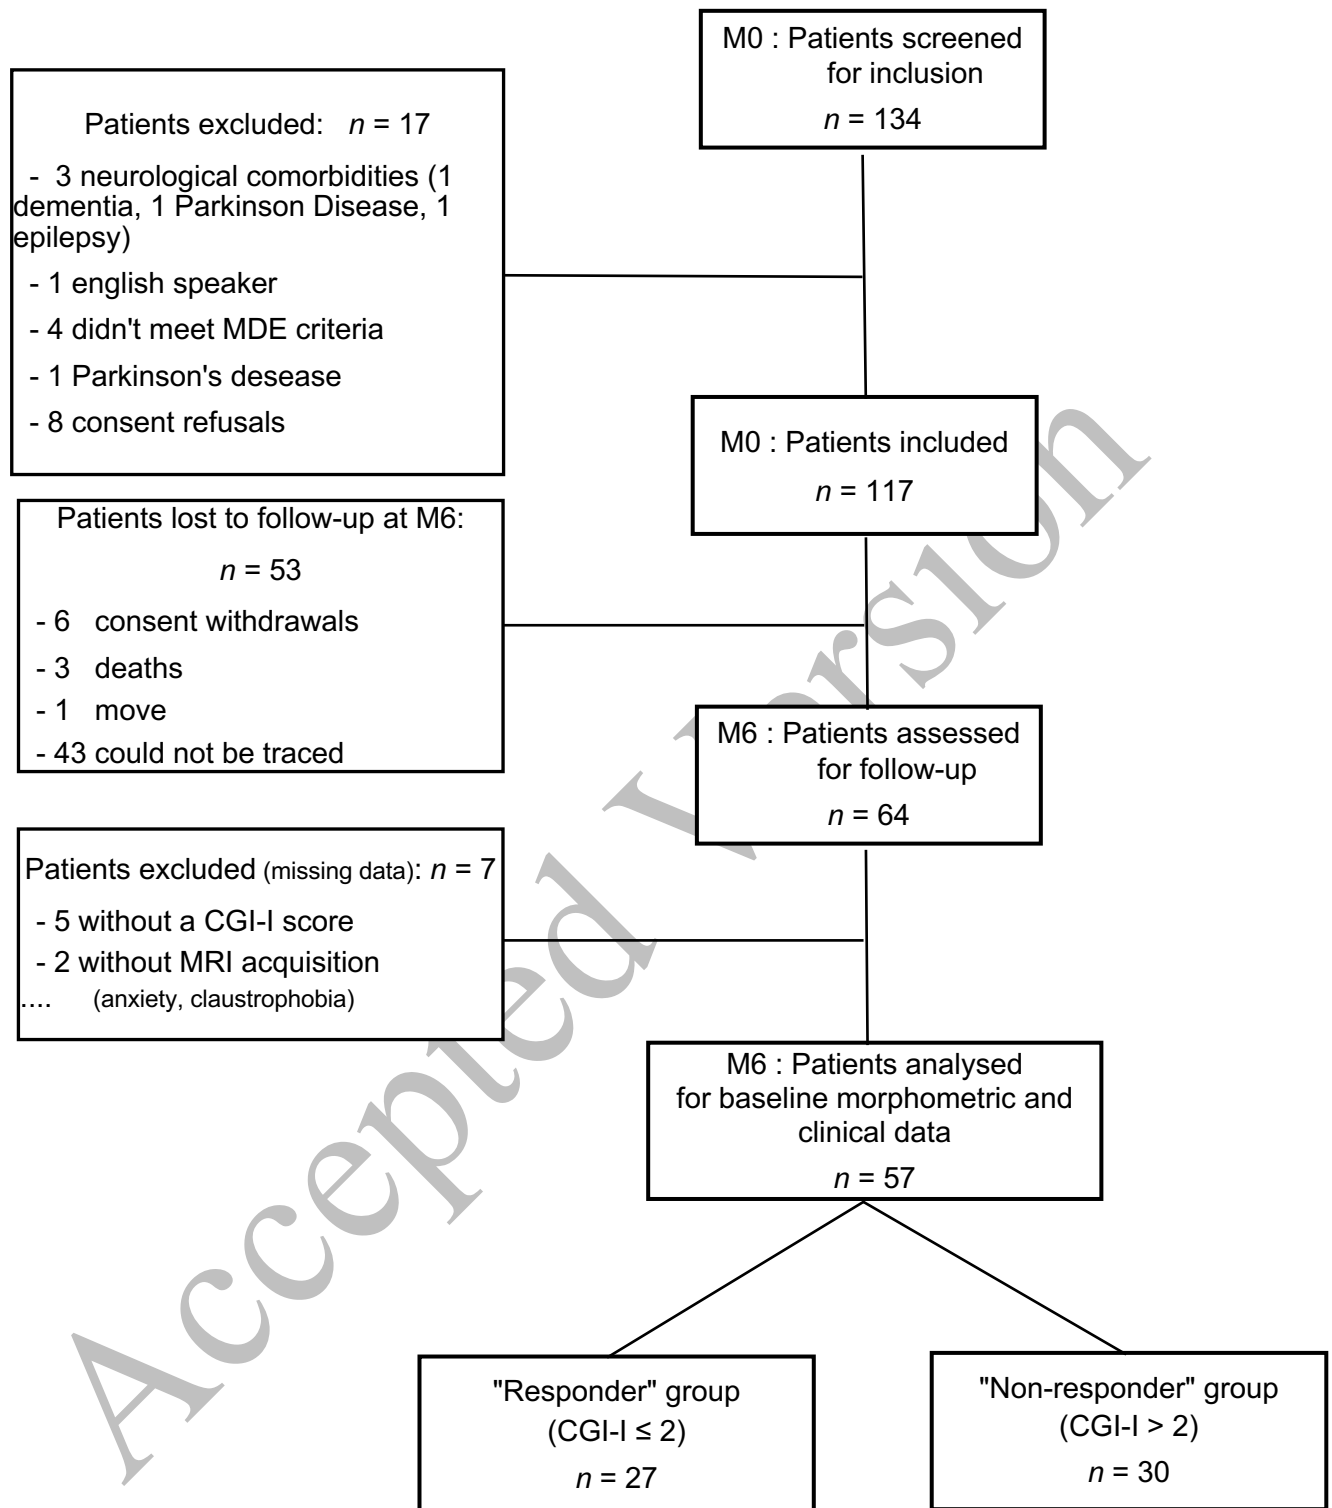 M0 : Patients screened
for inclusion
n = 134
Patients excluded: n = 17
- 3 neurological comorbidities (1
dementia, 1 Parkinson Disease, 1
epilepsy)
- 1 english speaker
- 4 didn't meet MDE criteria
- 1 Parkinson's desease
- 8 consent refusals
M0 : Patients included
n = 117
Patients lost to follow-up at M6:
n = 53
- 6 consent withdrawals
- 3 deaths
- 1 move
- 43 could not be traced
M6 : Patients assessed
for follow-up
n = 64
Patients excluded (missing data): n = 7
- 5 without a CGI-I score
- 2 without MRI acquisition
.... (anxiety, claustrophobia)
M6 : Patients analysed
for baseline morphometric and
clinical data
n = 57
"Responder" group
(CGI-I ≤ 2)
n = 27
"Non-responder" group
(CGI-I > 2)
n = 30
Accepted Version